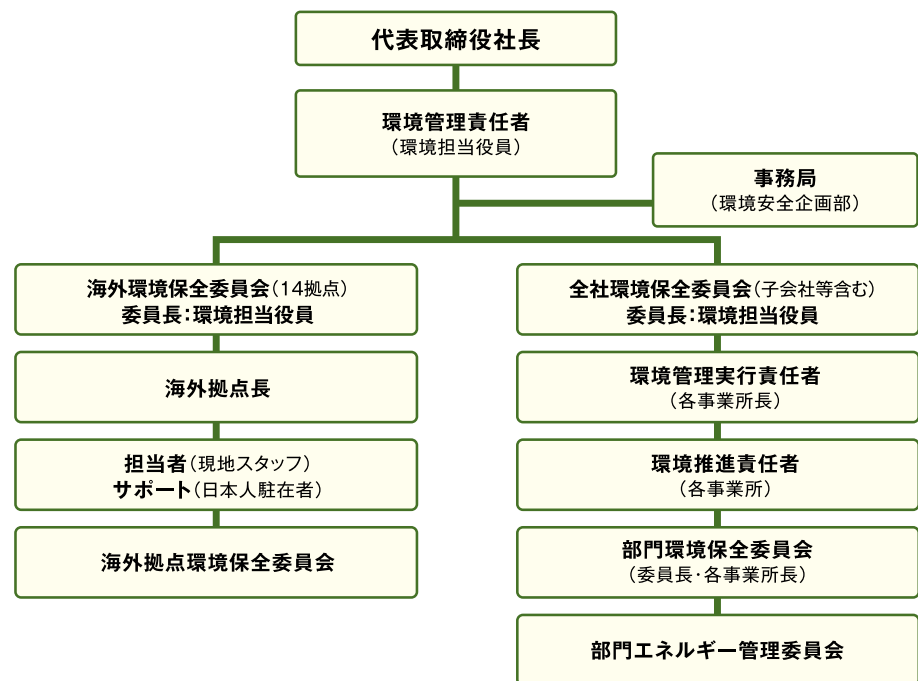 代表取締役社長
環境管理責任者
（環境担当役員）
事務局
（環境安全企画部）
海外環境保全委員会（14拠点）
委員長：環境担当役員
海外拠点長
担当者（現地スタッフ）
サポート（日本人駐在者）
海外拠点環境保全委員会
全社環境保全委員会（子会社等含む）
委員長：環境担当役員
環境管理実行責任者
（各事業所長）
環境推進責任者
（各事業所）
部門環境保全委員会
（委員長・各事業所長）
部門エネルギー管理委員会